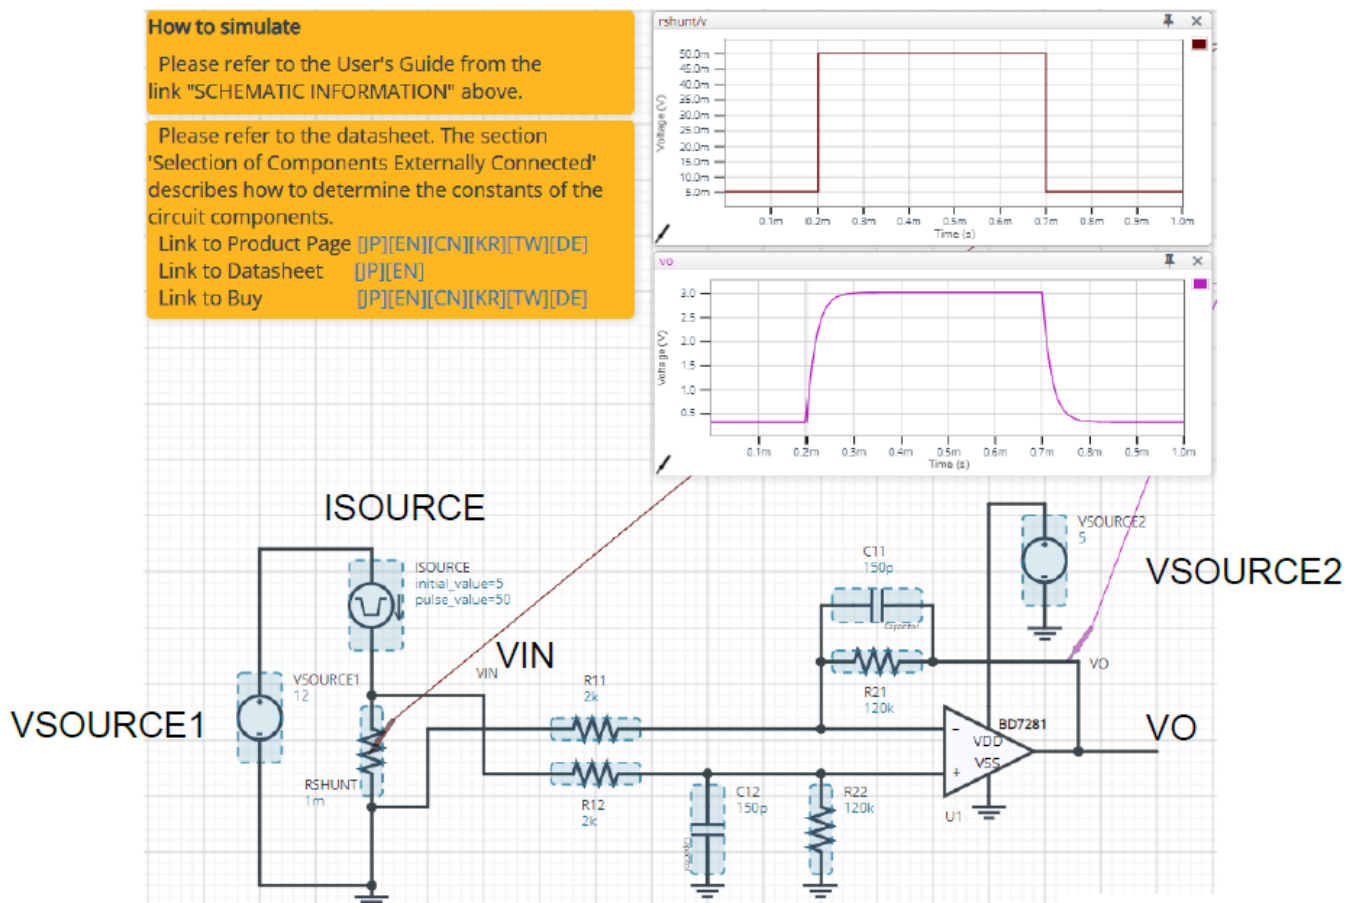 How to simulate
Please refer to the User's Guide from the
link "SCHEMATIC INFORMATION" above.
Please refer to the datasheet. The section
'Selection of Components Externally Connected'
describes how to determine the constants of the
circuit components.
Link to Product Page [JP][EN][CN][KR][TW][DE]
Link to Datasheet [JP][EN]
Link to Buy [JP][EN][CN][KR][TW][DE]
rshunt/v
50.0m
45.0m
40.0m
35.0m
30.0m
25.0m
20.0m
15.0m
10.0m
5.0m
Voltage (V)
0.1m 0.2m 0.3m 0.4m 0.5m 0.6m 0.7m 0.8m 0.9m 1.0m
Time (s)
vo
3.0
2.5
2.0
1.5
1.0
0.5
Voltage (V)
0.1m 0.2m 0.3m 0.4m 0.5m 0.6m 0.7m 0.8m 0.9m 1.0m
Time (s)
ISOURCE
ISOURCE
initial_value=5
pulse_value=50
VSOURCE1
VSOURCE1
12
RSHUNT
1m
VIN
VIN
R11
2k
R12
2k
C11
150p
Capacitor
R21
120k
C12
150p
R22
120k
VSOURCE2
5
VSOURCE2
BD7281
VDD
VSS
-
+
U1
VO
VO